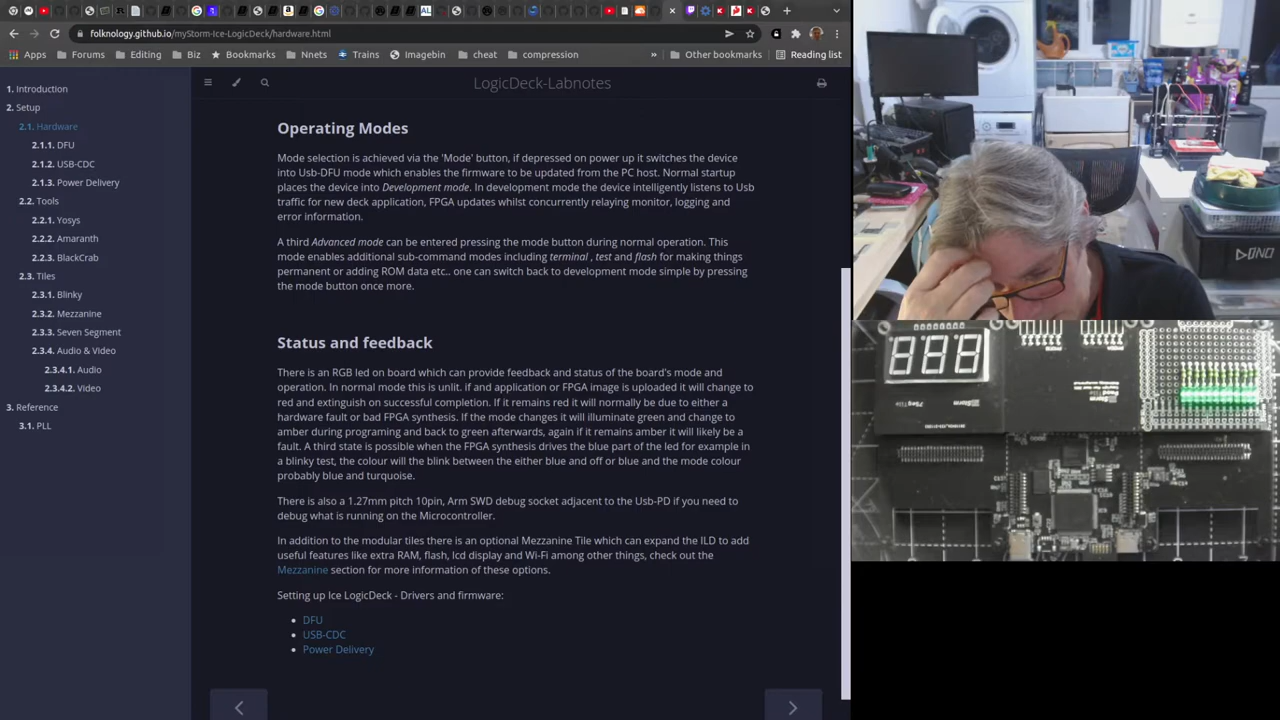 folknology.github.io/myStorm-Ice-LogicDeck/hardware.html
Apps
Forums
Editing
Biz
Bookmarks
Nnets
Trains
Imagebin
cheat
compression
»
Other bookmarks
Reading list
LogicDeck-Labnotes
1. Introduction
2. Setup
2.1. Hardware
2.1.1. DFU
2.1.2. USB-CDC
2.1.3. Power Delivery
2.2. Tools
2.2.1. Yosys
2.2.2. Amaranth
2.2.3. BlackCrab
2.3. Tiles
2.3.1. Blinky
2.3.2. Mezzanine
2.3.3. Seven Segment
2.3.4. Audio & Video
2.3.4.1. Audio
2.3.4.2. Video
3. Reference
3.1. PLL
Operating Modes
Mode selection is achieved via the 'Mode' button, if depressed on power up it switches the device
into Usb-DFU mode which enables the firmware to be updated from the PC host. Normal startup
places the device into Development mode. In development mode the device intelligently listens to Usb
traffic for new deck application, FPGA updates whilst concurrently relaying monitor, logging and
error information.
A third Advanced mode can be entered pressing the mode button during normal operation. This
mode enables additional sub-command modes including terminal , test and flash for making things
permanent or adding ROM data etc.. one can switch back to development mode simple by pressing
the mode button once more.
Status and feedback
There is an RGB led on board which can provide feedback and status of the board's mode and
operation. In normal mode this is unlit. if and application or FPGA image is uploaded it will change to
red and extinguish on successful completion. If it remains red it will normally be due to either a
hardware fault or bad FPGA synthesis. If the mode changes it will illuminate green and change to
amber during programing and back to green afterwards, again if it remains amber it will likely be a
fault. A third state is possible when the FPGA synthesis drives the blue part of the led for example in
a blinky test, the colour will the blink between the either blue and off or blue and the mode colour
probably blue and turquoise.
There is also a 1.27mm pitch 10pin, Arm SWD debug socket adjacent to the Usb-PD if you need to
debug what is running on the Microcontroller.
In addition to the modular tiles there is an optional Mezzanine Tile which can expand the ILD to add
useful features like extra RAM, flash, lcd display and Wi-Fi among other things, check out the
Mezzanine section for more information of these options.
Setting up Ice LogicDeck - Drivers and firmware:
DFU
USB-CDC
Power Delivery
888